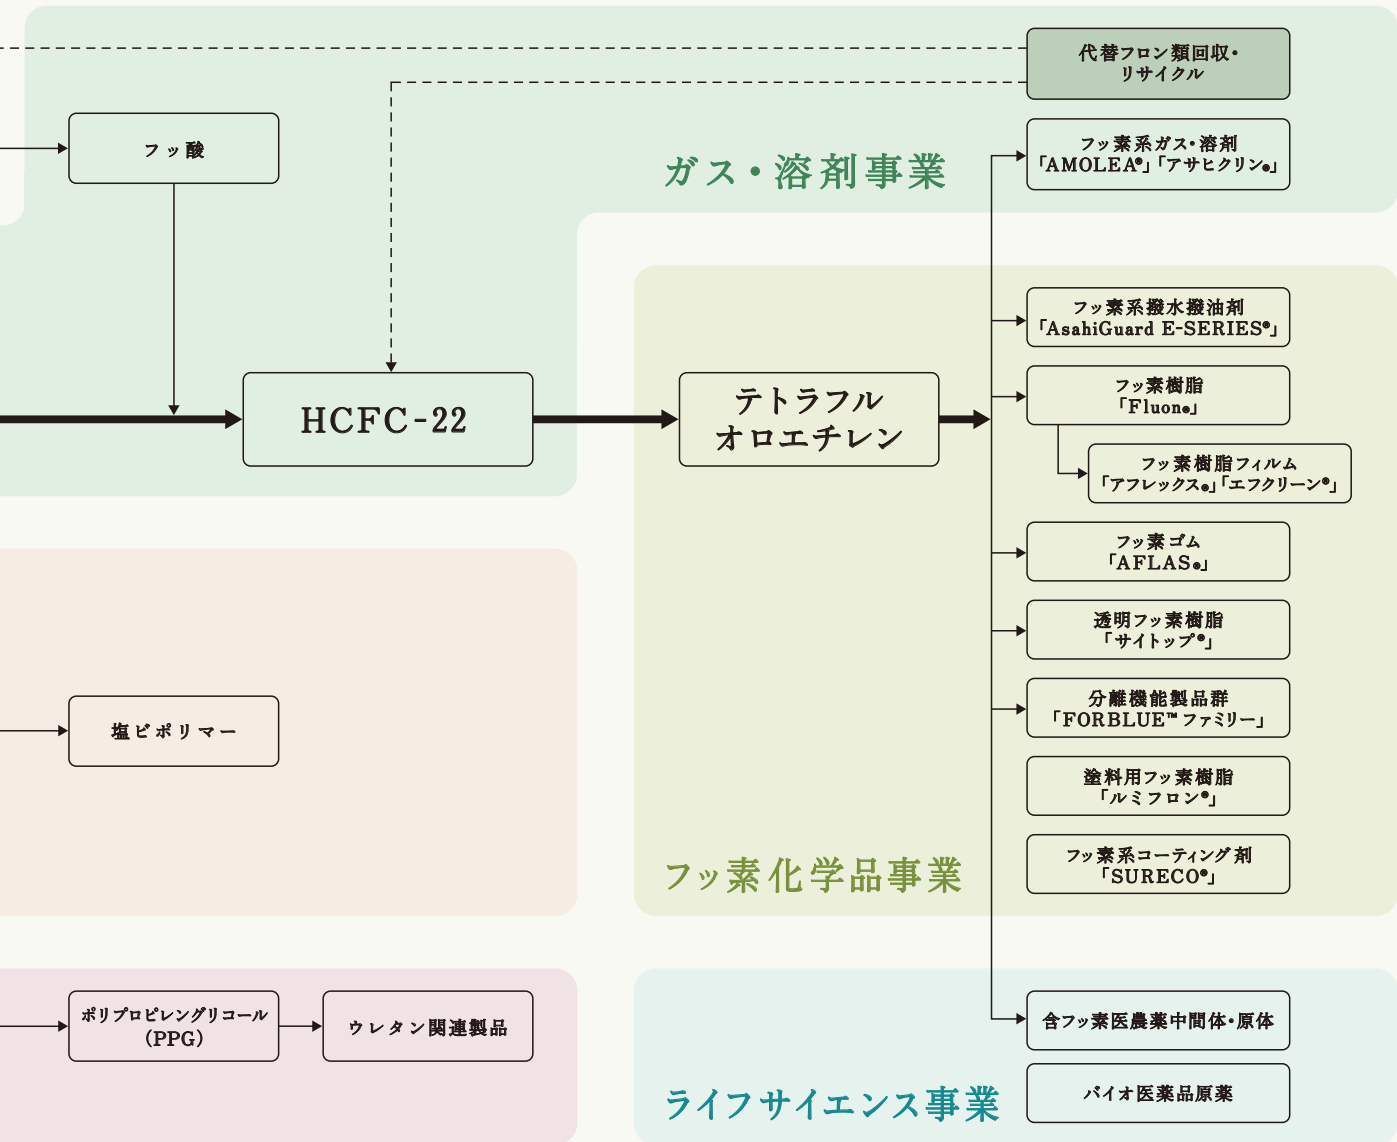 代替フロン類回収・
リサイクル
フッ酸
ガス・溶剤事業
フッ素系ガス・溶剤
「AMOLEA®」「アサヒクリン®」
フッ素系撥水撥油剤
「AsahiGuard E-SERIES®」
HCFC-22
テトラフル
オロエチレン
フッ素樹脂
「Fluon®」
フッ素樹脂フィルム
「アフレックス®」「エフクリーン®」
フッ素ゴム
「AFLAS®」
透明フッ素樹脂
「サイトップ®」
分離機能製品群
「FORBLUE™ファミリー」
塩ビポリマー
塗料用フッ素樹脂
「ルミフロン®」
フッ素系コーティング剤
「SURECO®」
フッ素化学品事業
ポリプロピレングリコール
(PPG)
ウレタン関連製品
含フッ素医農薬中間体・原体
バイオ医薬品原薬
ライフサイエンス事業